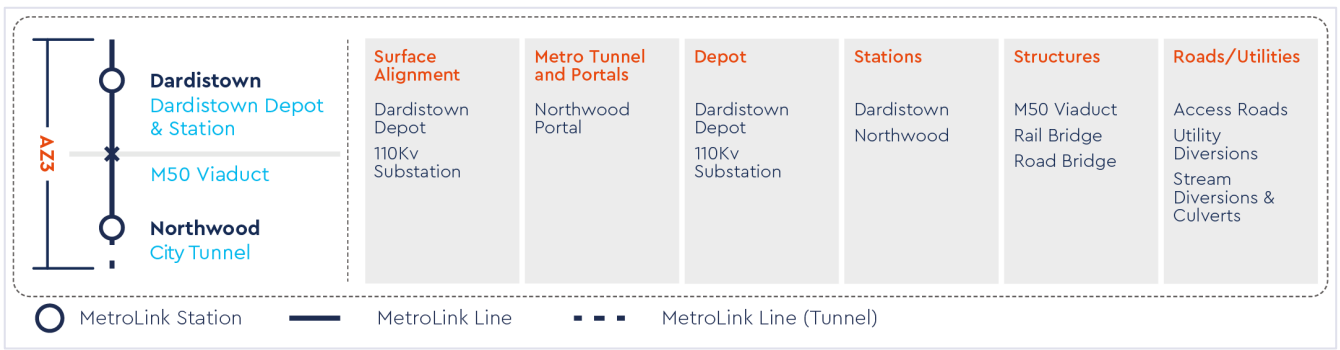 AZ3
Dardistown
Dardistown Depot
& Station
M50 Viaduct
Northwood
City Tunnel
Surface
Alignment
Dardistown
Depot
110Kv
Substation
Metro Tunnel
and Portals
Northwood
Portal
Depot
Dardistown
Depot
110Kv
Substation
Stations
Dardistown
Northwood
Structures
M50 Viaduct
Rail Bridge
Road Bridge
Roads/Utilities
Access Roads
Utility
Diversions
Stream
Diversions &
Culverts
MetroLink Station
MetroLink Line
MetroLink Line (Tunnel)